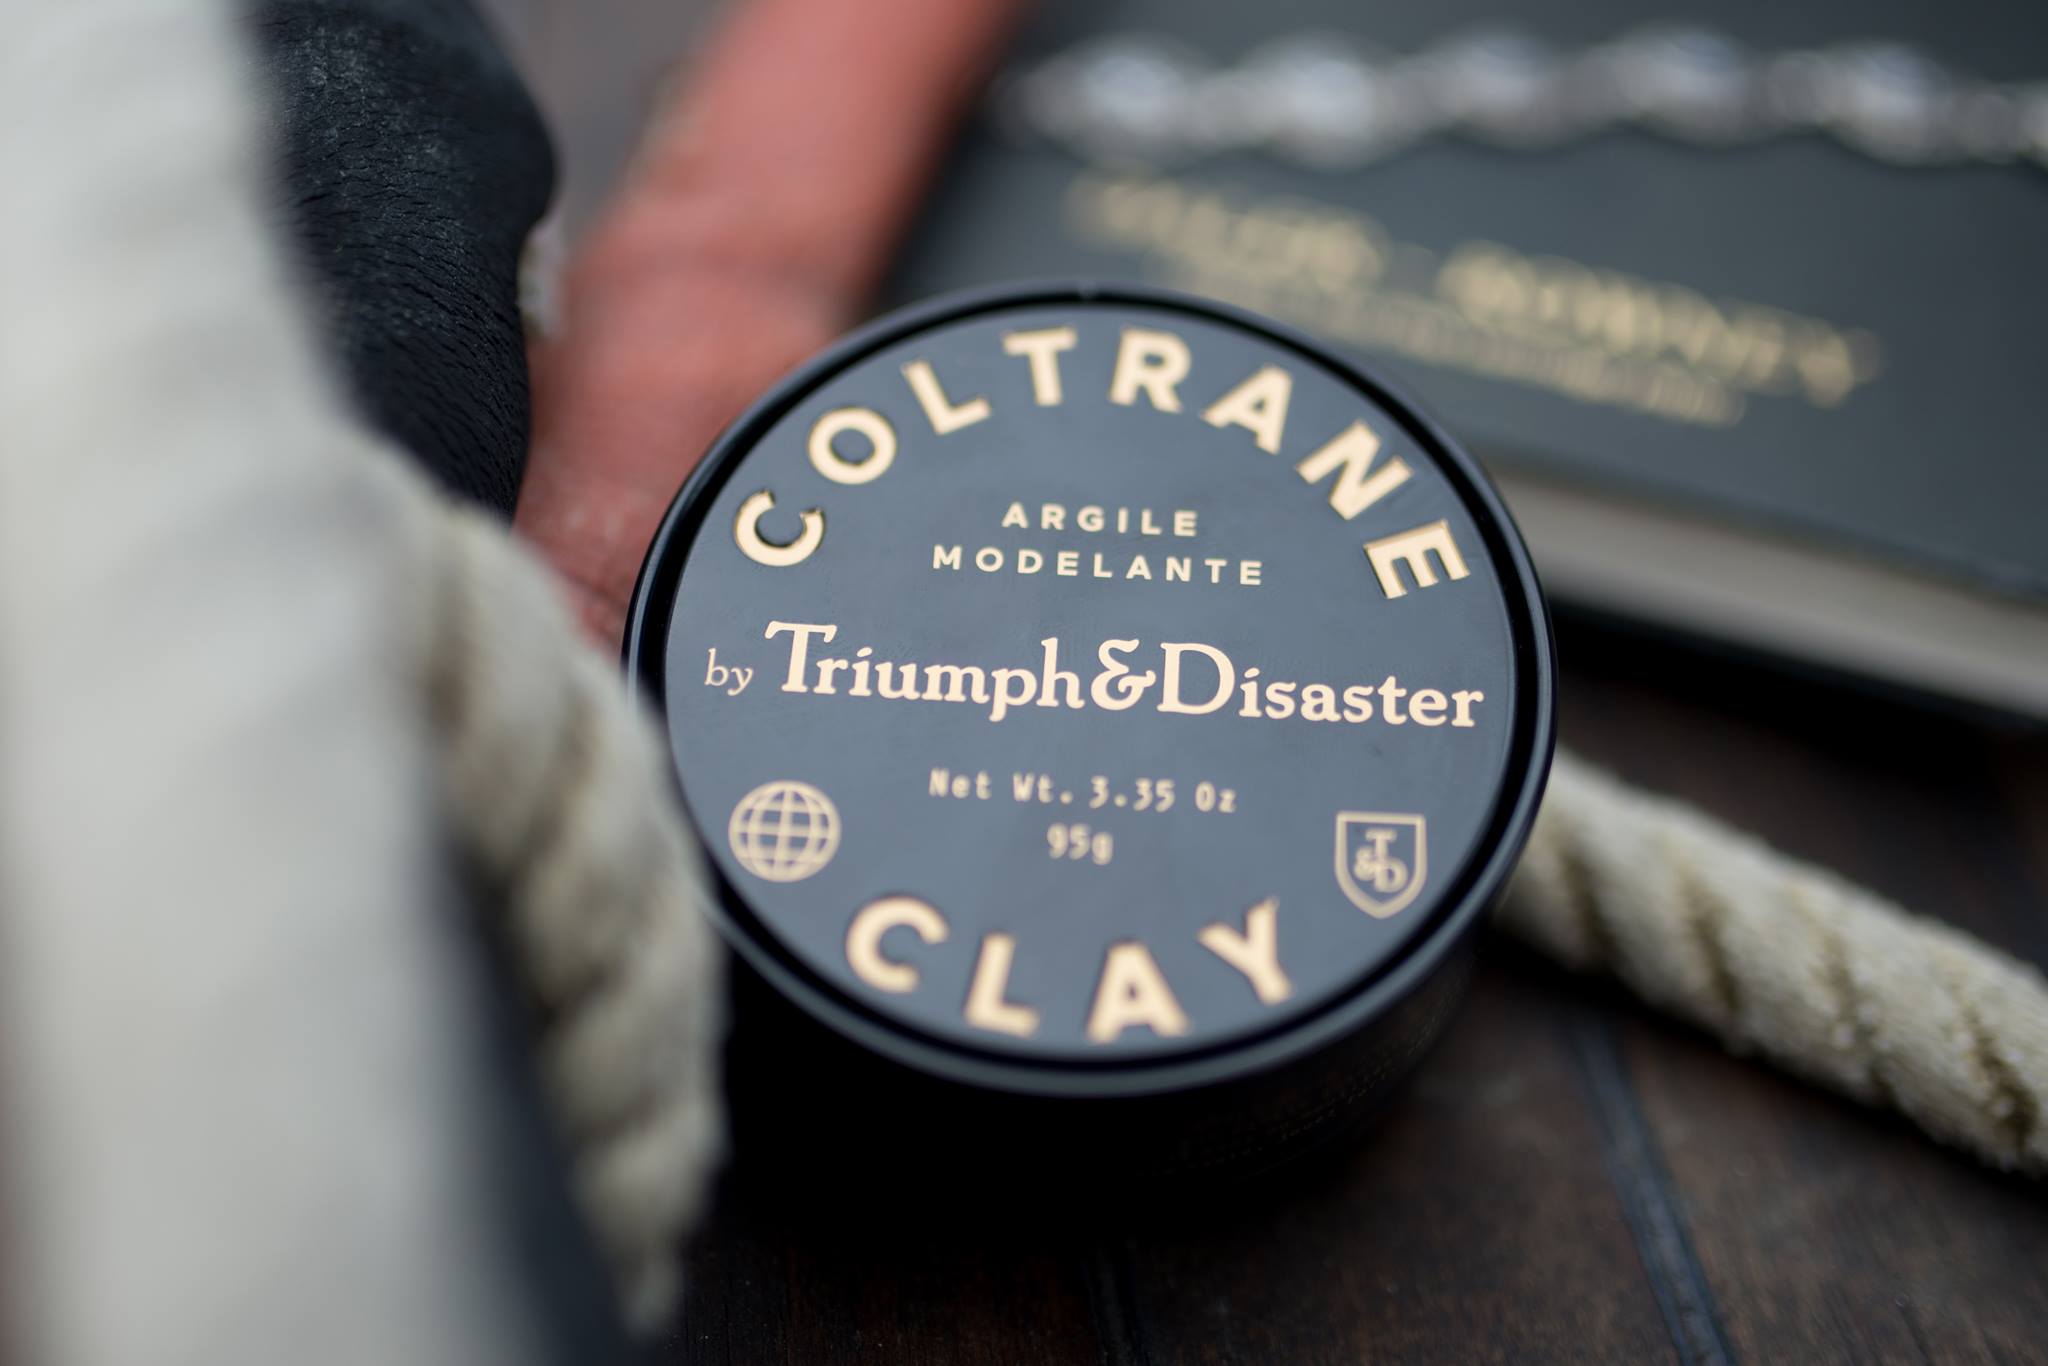 COLTRANE
ARGILE
MODELANTE
by Triumph&Disaster
Net Wt. 3.35 Oz
95g
T
&D
CLAY